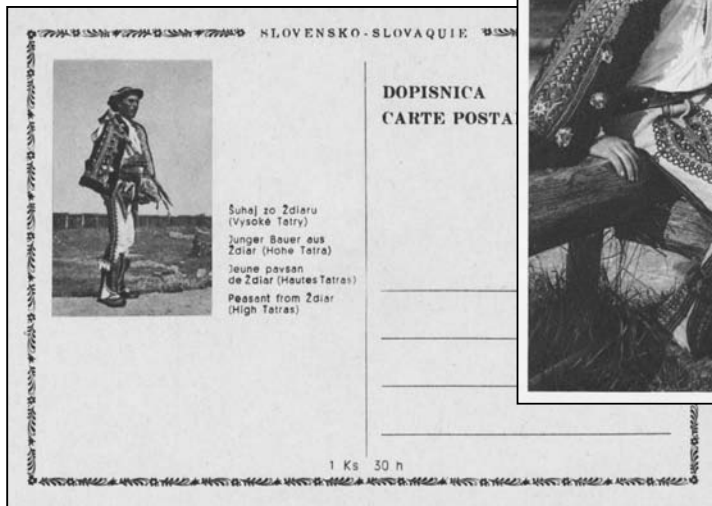 SLOVENSKO - SLOVAQUIE
DOPISNICA
CARTE POSTA
Šuhaj zo Ždiaru
(Vysoké Tatry)
Junger Bauer aus
Ždiar (Hohe Tatra)
Jeune paysan
de Ždiar (Hautes Tatras)
Peasant from Ždiar
(High Tatras)
1 Ks 30 h